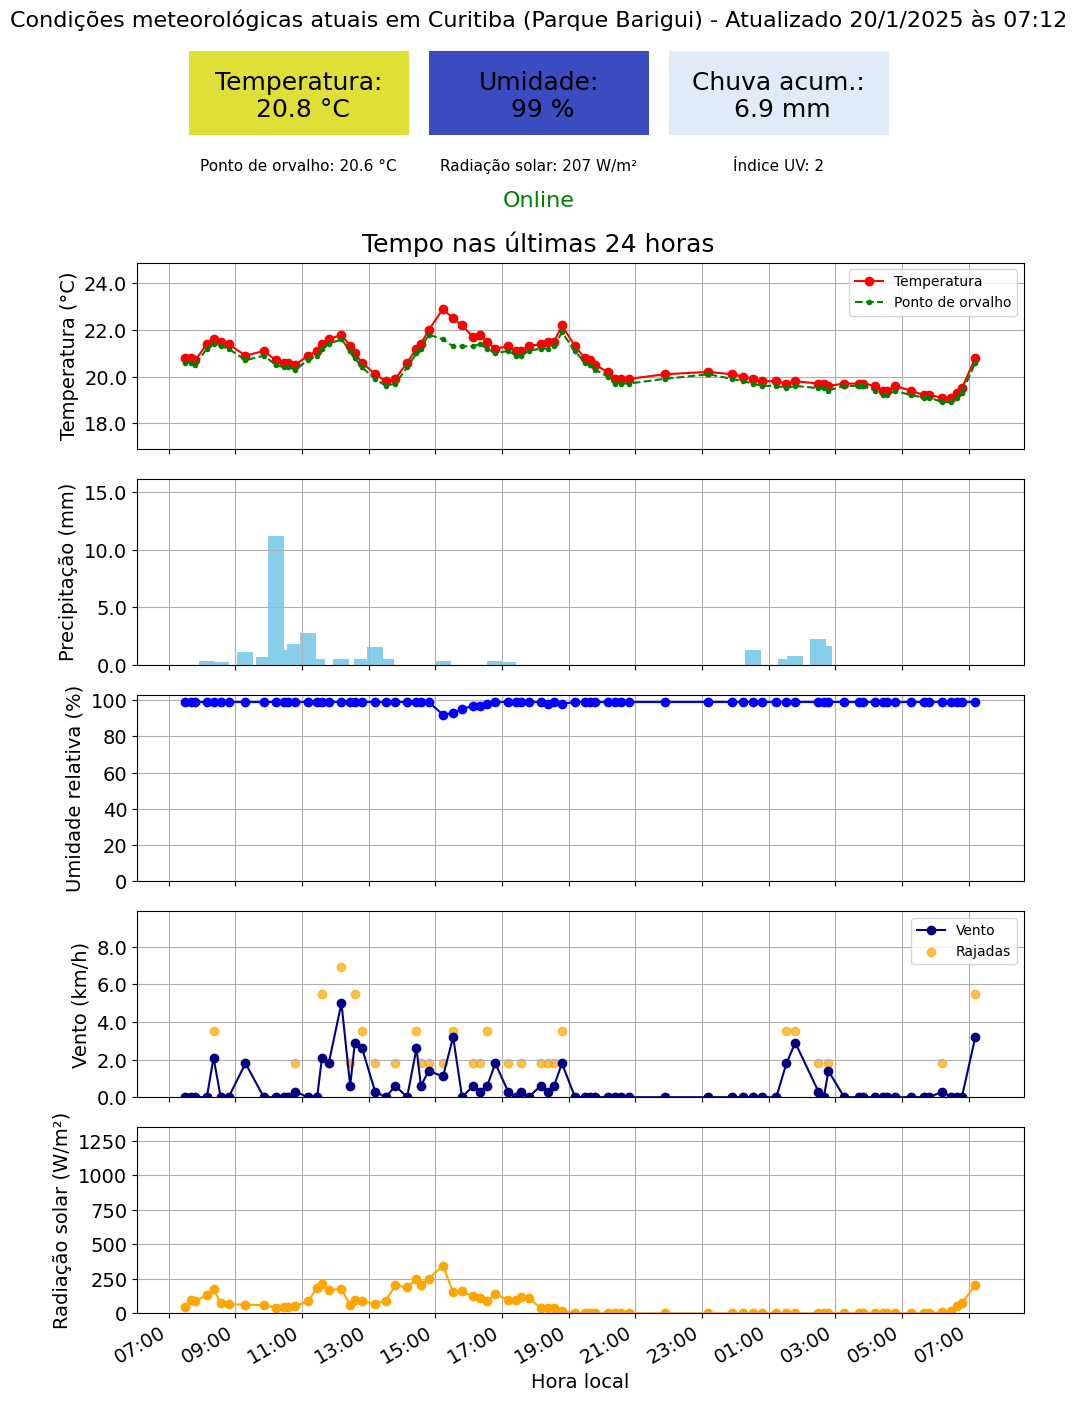 Condições meteorológicas atuais em Curitiba (Parque Barigui) - Atualizado 20/1/2025 às 07:12
Temperatura:
20.8 °C
Umidade:
99 %
Chuva acum.:
6.9 mm
Ponto de orvalho: 20.6 °C
Radiação solar: 207 W/m²
Índice UV: 2
Online
Tempo nas últimas 24 horas
Temperatura (°C)
24.0
22.0
20.0
18.0
Temperatura
Ponto de orvalho
Precipitação (mm)
15.0
10.0
5.0
0.0
Umidade relativa (%)
100
80
60
40
20
0
Vento (km/h)
8.0
6.0
4.0
2.0
0.0
Vento
Rajadas
Radiação solar (W/m²)
1250
1000
750
500
250
0
07:00
09:00
11:00
13:00
15:00
17:00
19:00
21:00
23:00
01:00
03:00
05:00
07:00
Hora local